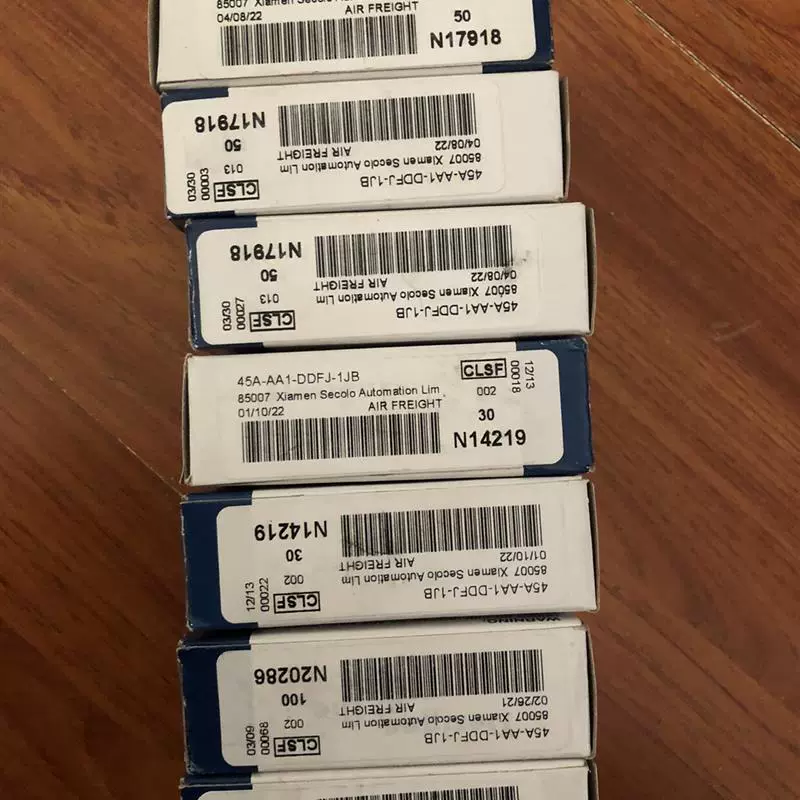 85007 Xiamen Secolo Automation Lim
04/08/22 AIR FREIGHT
50
N17918
45A-AA1-DDFJ-1JB
85007 Xiamen Secolo Automation Lim
04/08/22
AIR FREIGHT
CLSF
013
50
N17918
03/30
00003
45A-AA1-DDFJ-1JB
85007 Xiamen Secolo Automation Lim
04/08/22
AIR FREIGHT
CLSF
013
50
N17918
03/30
00027
45A-AA1-DDFJ-1JB
85007 Xiamen Secolo Automation Lim
01/10/22 AIR FREIGHT
CLSF
002
30
N14219
12/13
00018
45A-AA1-DDFJ-1JB
85007 Xiamen Secolo Automation Lim
01/10/22
AIR FREIGHT
CLSF
002
30
N14219
12/13
00022
WARNING
45A-AA1-DDFJ-1JB
85007 Xiamen Secolo Automation Lim
02/26/21
AIR FREIGHT
CLSF
002
100
N20286
03/09
00068